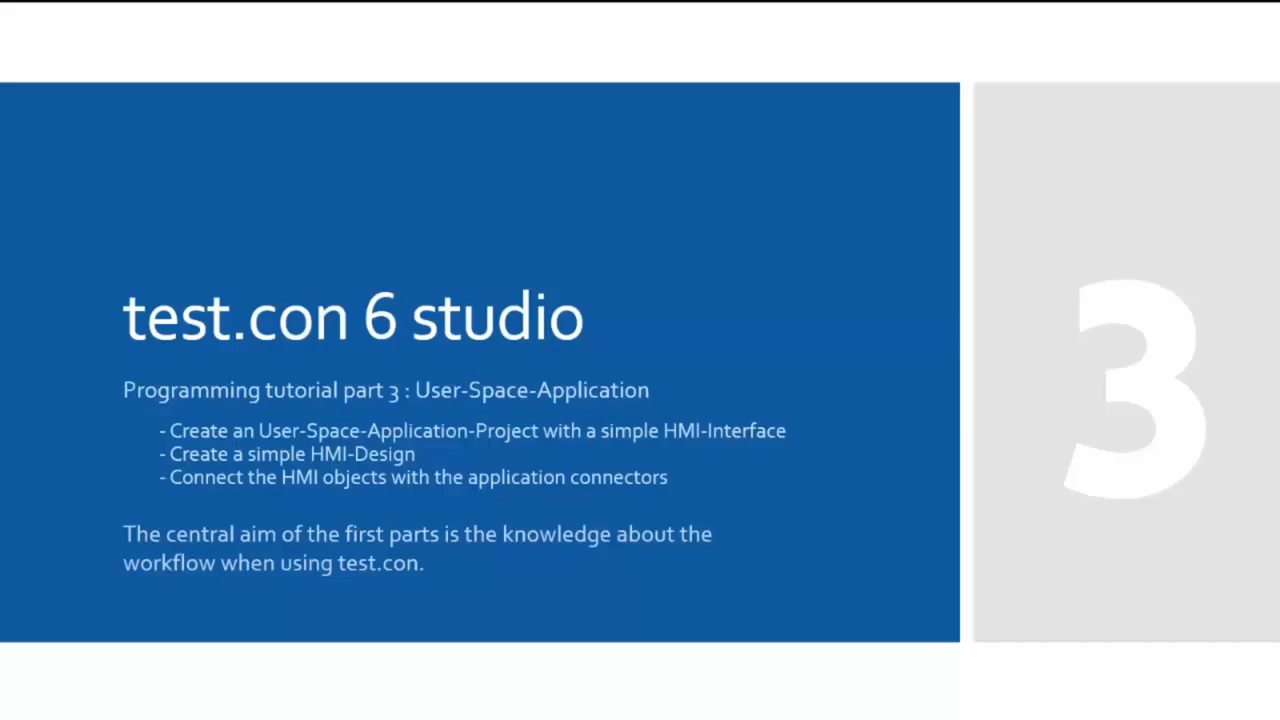 test.con 6 studio
Programming tutorial part 3 : User-Space-Application
- Create an User-Space-Application-Project with a simple HMI-Interface
- Create a simple HMI-Design
- Connect the HMI objects with the application connectors
The central aim of the first parts is the knowledge about the
workflow when using test.con.
3